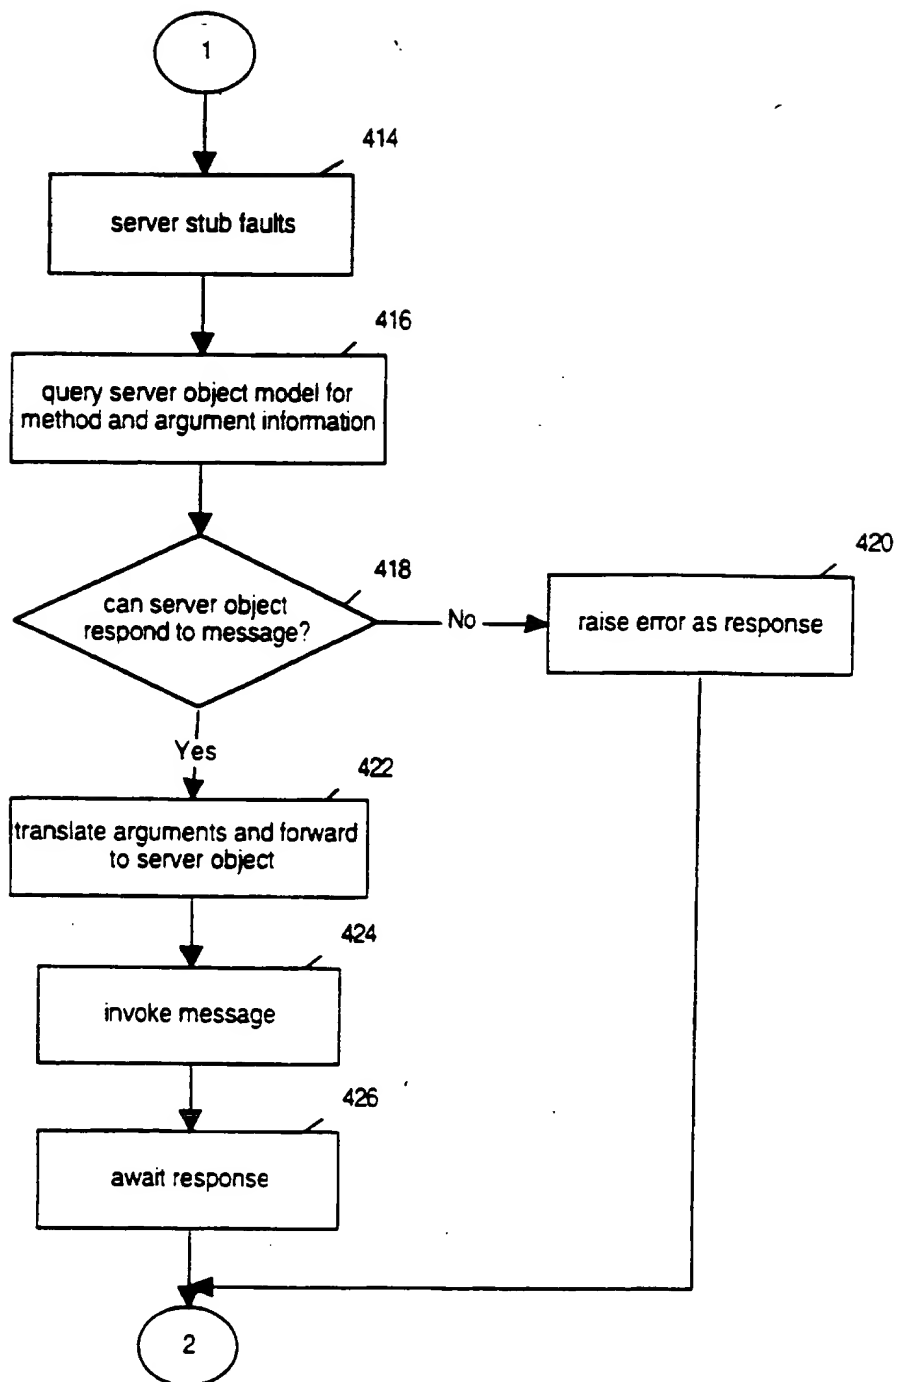 1
414
server stub faults
416
query server object model for
method and argument information
418
can server object
respond to message?
No
420
raise error as response
Yes
422
translate arguments and forward
to server object
424
invoke message
426
await response
2